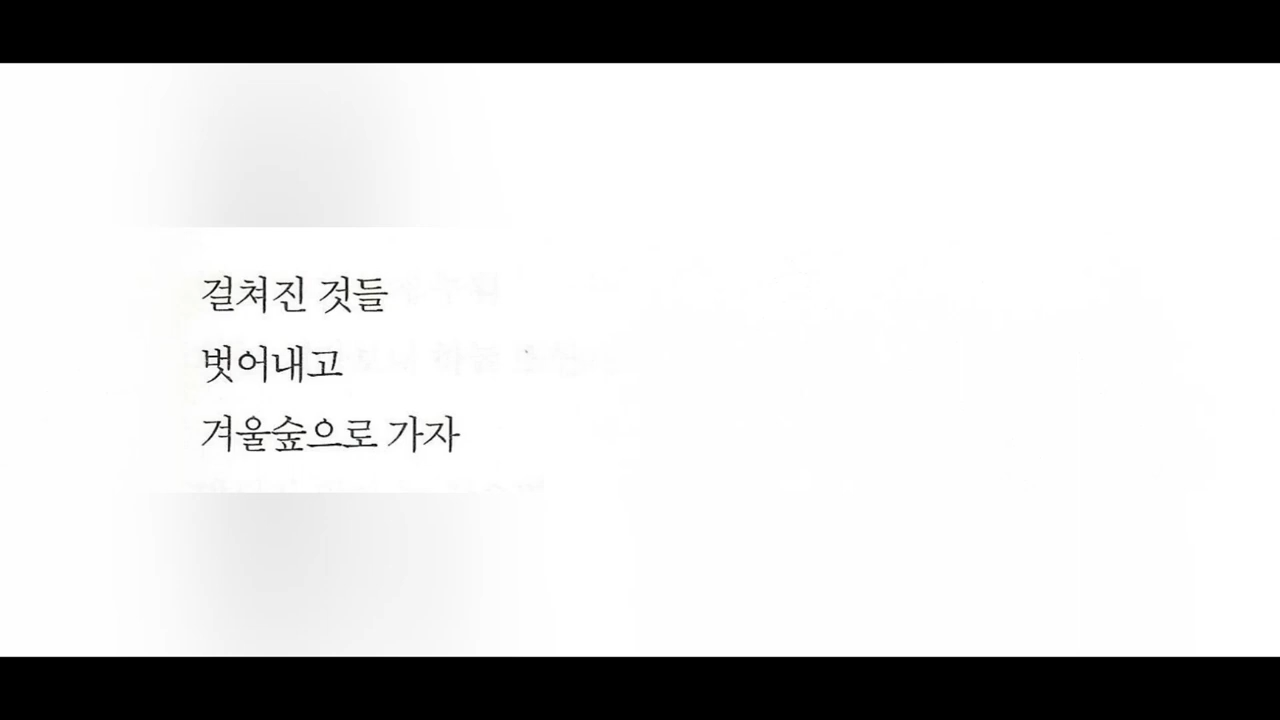 걸쳐진 것들
벗어내고
겨울숲으로 가자